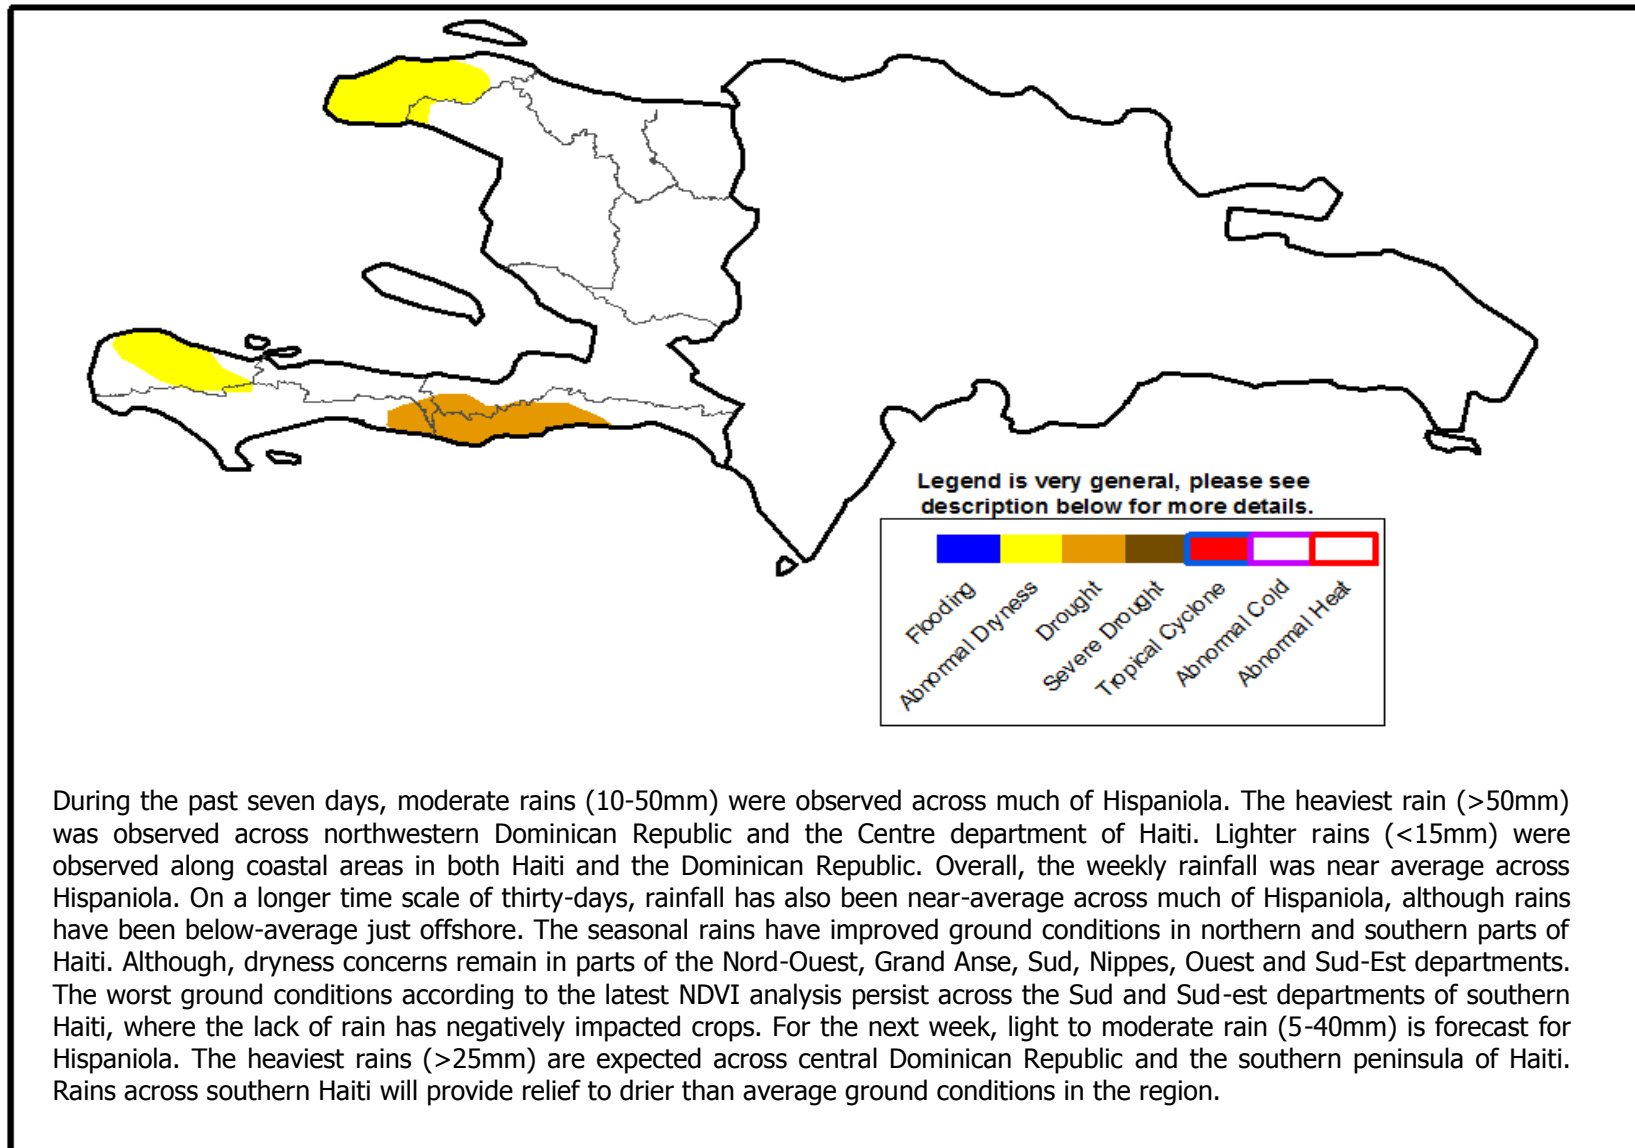 Legend is very general, please see
description below for more details.
Flooding
Abnormal Dryness
Drought
Severe Drought
Tropical Cyclone
Abnormal Cold
Abnormal Heat
During the past seven days, moderate rains (10-50mm) were observed across much of Hispaniola. The heaviest rain (>50mm)
was observed across northwestern Dominican Republic and the Centre department of Haiti. Lighter rains (<15mm) were
observed along coastal areas in both Haiti and the Dominican Republic. Overall, the weekly rainfall was near average across
Hispaniola. On a longer time scale of thirty-days, rainfall has also been near-average across much of Hispaniola, although rains
have been below-average just offshore. The seasonal rains have improved ground conditions in northern and southern parts of
Haiti. Although, dryness concerns remain in parts of the Nord-Ouest, Grand Anse, Sud, Nippes, Ouest and Sud-Est departments.
The worst ground conditions according to the latest NDVI analysis persist across the Sud and Sud-est departments of southern
Haiti, where the lack of rain has negatively impacted crops. For the next week, light to moderate rain (5-40mm) is forecast for
Hispaniola. The heaviest rains (>25mm) are expected across central Dominican Republic and the southern peninsula of Haiti.
Rains across southern Haiti will provide relief to drier than average ground conditions in the region.